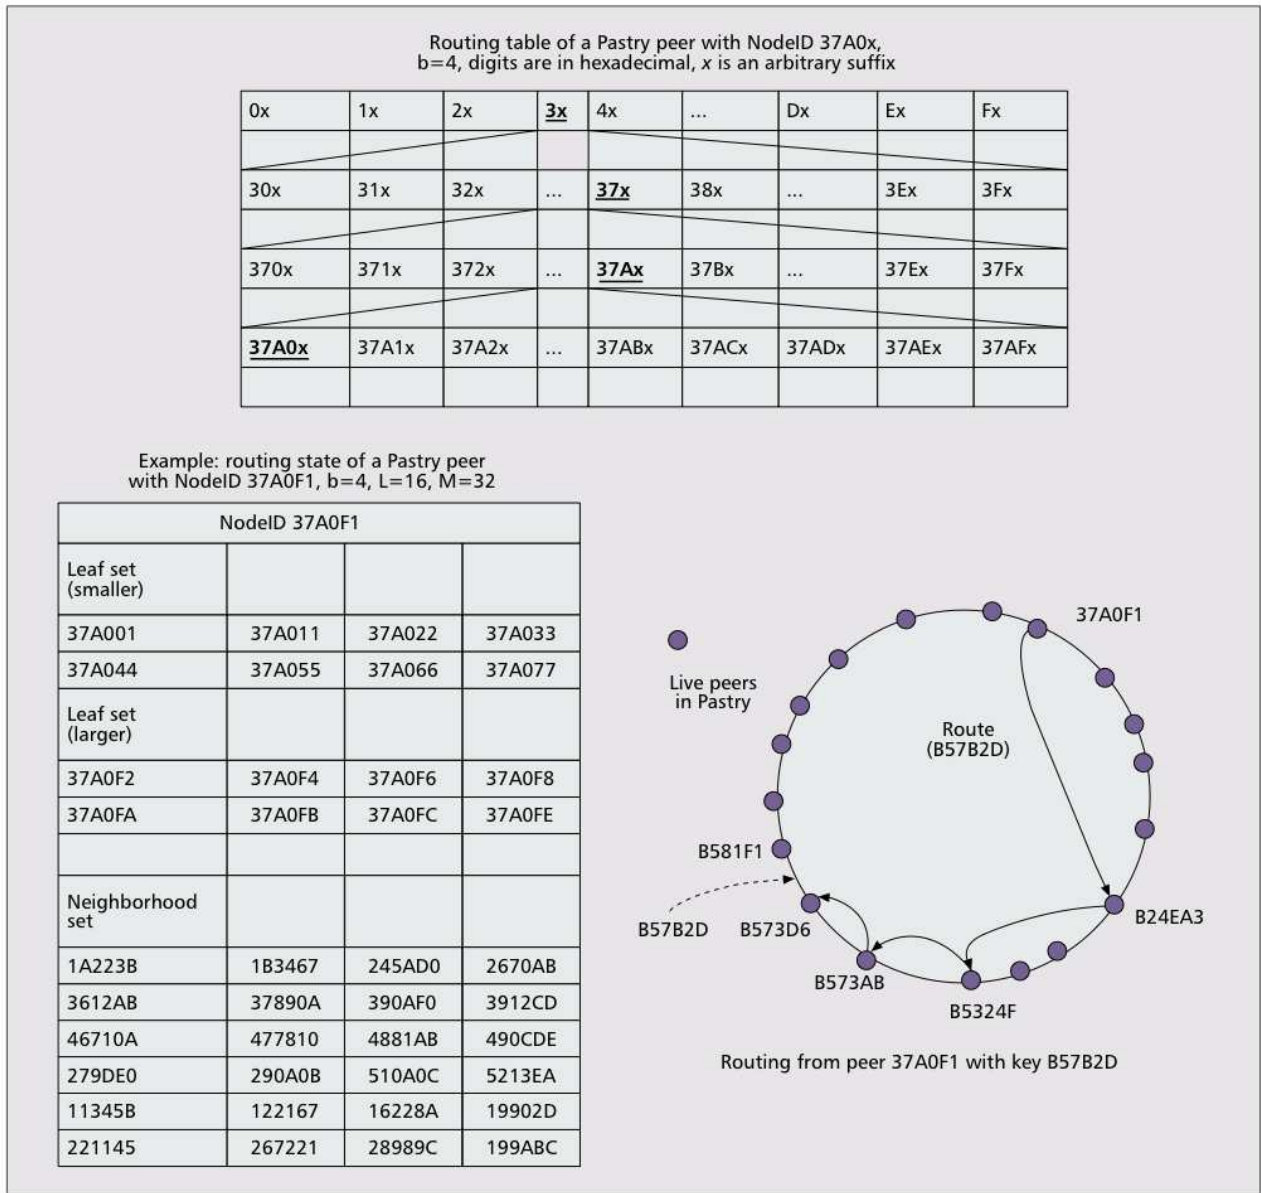 Routing table of a Pastry peer with NodeID 37A0x,
b=4, digits are in hexadecimal, x is an arbitrary suffix
0x 1x 2x 3x 4x ... Dx Ex Fx
30x 31x 32x ... 37x 38x ... 3Ex 3Fx
370x 371x 372x ... 37Ax 37Bx ... 37Ex 37Fx
37A0x 37A1x 37A2x ... 37ABx 37ACx 37ADx 37AEx 37AFx
Example: routing state of a Pastry peer
with NodeID 37A0F1, b=4, L=16, M=32
NodeID 37A0F1
Leaf set
(smaller)
37A001 37A011 37A022 37A033
37A044 37A055 37A066 37A077
Leaf set
(larger)
37A0F2 37A0F4 37A0F6 37A0F8
37A0FA 37A0FB 37A0FC 37A0FE
Neighborhood
set
1A223B 1B3467 245AD0 2670AB
3612AB 37890A 390AF0 3912CD
46710A 477810 4881AB 490CDE
279DE0 290A0B 510A0C 5213EA
11345B 122167 16228A 19902D
221145 267221 28989C 199ABC
37A0F1
Live peers
in Pastry
Route
(B57B2D)
B581F1
B57B2D
B573D6
B24EA3
B573AB
B5324F
Routing from peer 37A0F1 with key B57B2D